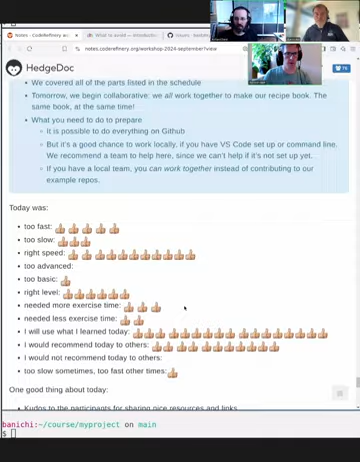 notes.coderefinery.org/workshop-2024-september?view
HedgeDoc
We covered all of the parts listed in the schedule
Tomorrow, we begin collaborative: we all work together to make our recipe book. The
same book, at the same time!
What you need to do to prepare
It is possible to do everything on Github
But it's a good chance to work locally, if you have VS Code set up or command line.
We recommend a team to help here, since we can't help if it's not set up yet.
If you have a local team, you can work together instead of contributing to our
example repos.
Today was:
too fast: 👍👍👍👍👍
too slow: 👍👍👍
right speed: 👍👍👍👍👍👍👍👍👍👍
too advanced:
too basic: 👍
right level: 👍👍👍👍👍👍
needed more exercise time: 👍👍👍
needed less exercise time: 👍👍
I will use what I learned today: 👍👍👍👍👍👍👍👍👍👍👍👍👍👍👍
I would recommend today to others: 👍👍👍👍👍👍👍👍👍👍
I would not recommend today to others:
too slow sometimes, too fast other times: 👍
One good thing about today:
Kudos to the participants for sharing nice resources and links
banichi:~/course/myproject on main
$